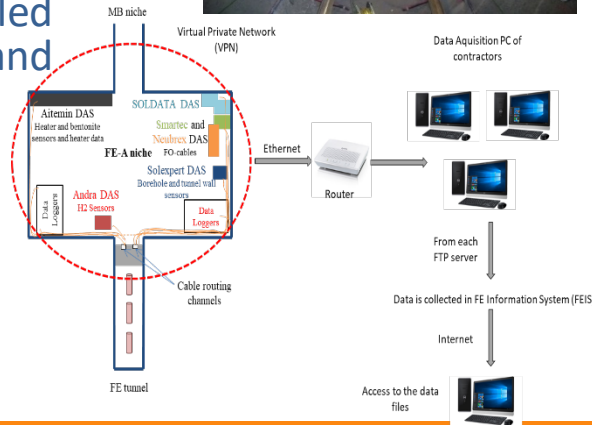 led
and
MB niche
Virtual Private Network
(VPN)
Data Aquisition PC of
contractors
Aitemin DAS
Heater and bentonite
sensors and heater data
SOLDATA DAS
Smartec and
Neubrex DAS
FE-A niche
FO-cables
Solexpert DAS
Borehole and tunnel wall
sensors
Ethernet
Router
Data
Loggers
Andra DAS
H2 Sensors
Data
Loggers
From each
FTP server
Cable routing
channels
Data is collected in FE Information System (FEIS
Internet
FE tunnel
Access to the data
files